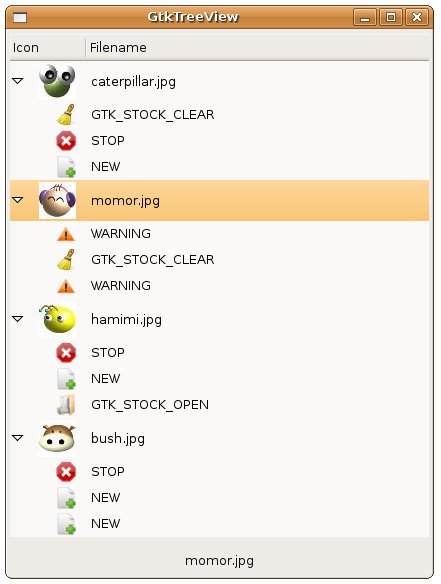 GtkTreeView
Icon Filename
caterpillar.jpg
GTK_STOCK_CLEAR
STOP
NEW
momor.jpg
WARNING
GTK_STOCK_CLEAR
WARNING
hamimi.jpg
STOP
NEW
GTK_STOCK_OPEN
bush.jpg
STOP
NEW
NEW
momor.jpg